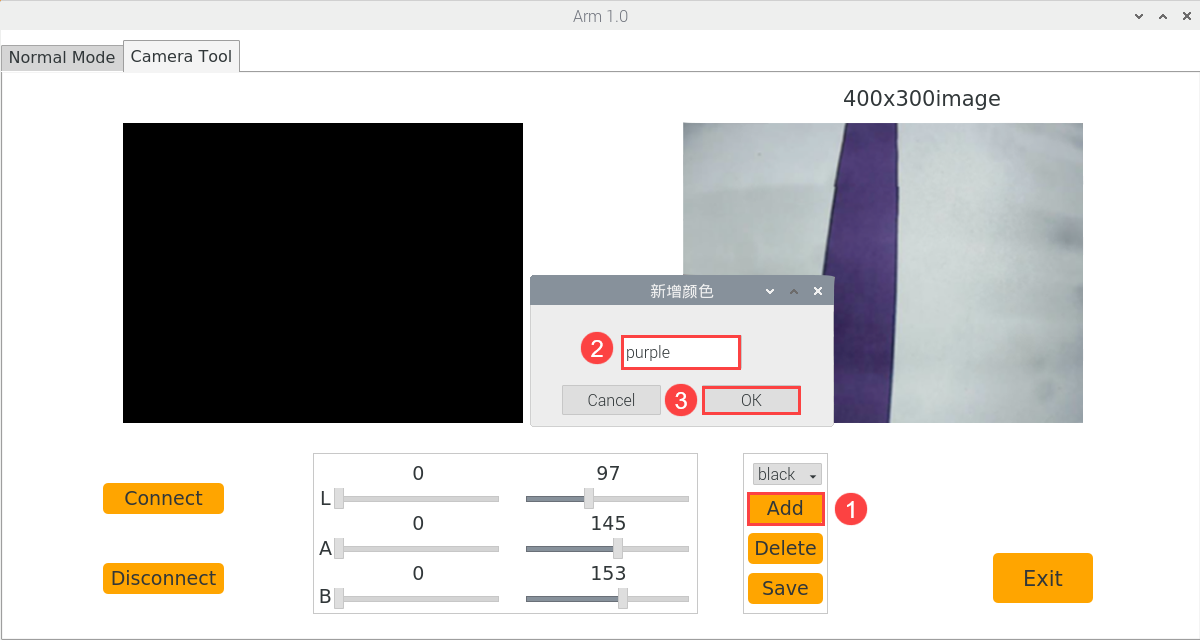 Arm 1.0
Normal Mode
Camera Tool
400x300image
新增颜色
2
purple
Cancel
3
OK
0
97
L
0
145
A
0
153
B
Connect
Disconnect
black
Add
1
Delete
Save
Exit